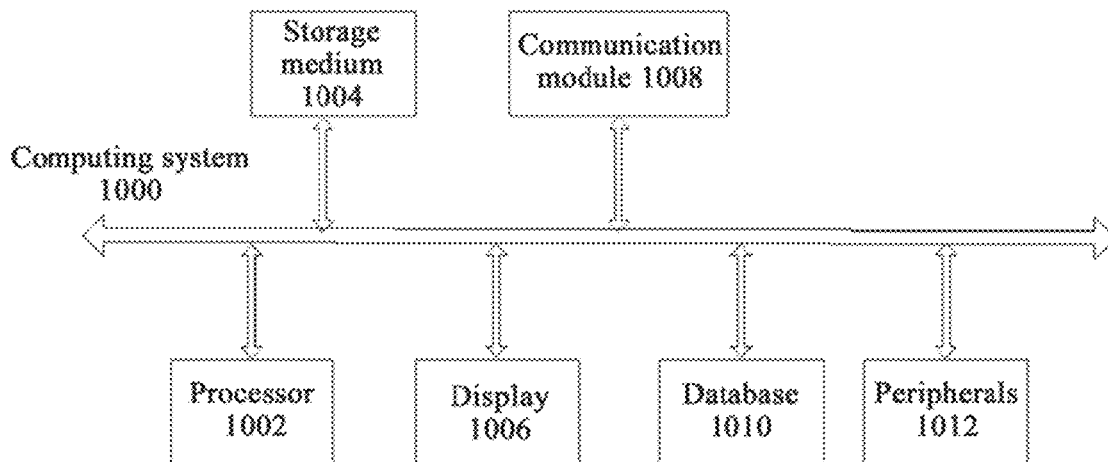 Storage
medium
1004
Communication
module 1008
Computing system
1000
Processor
1002
Display
1006
Database
1010
Peripherals
1012